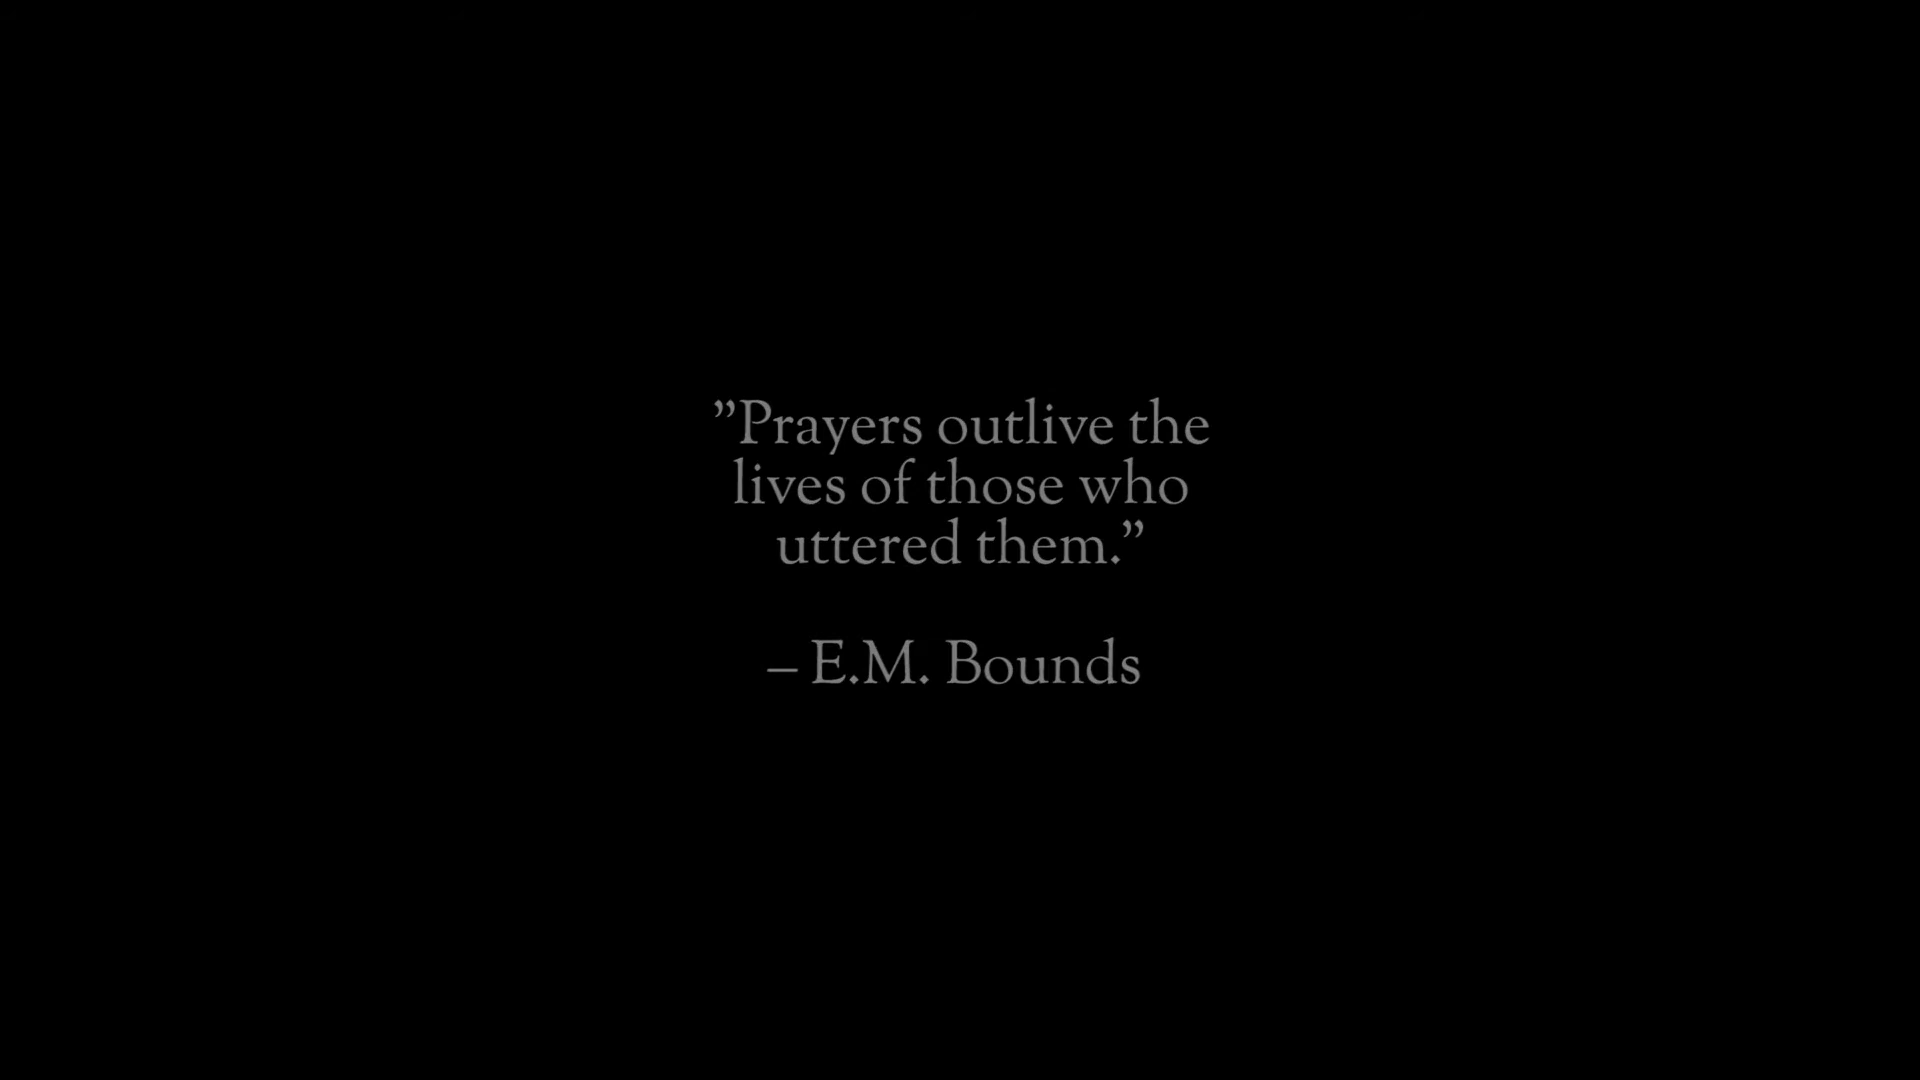 ”Prayers outlive the
lives of those who
uttered them.”
– E.M. Bounds